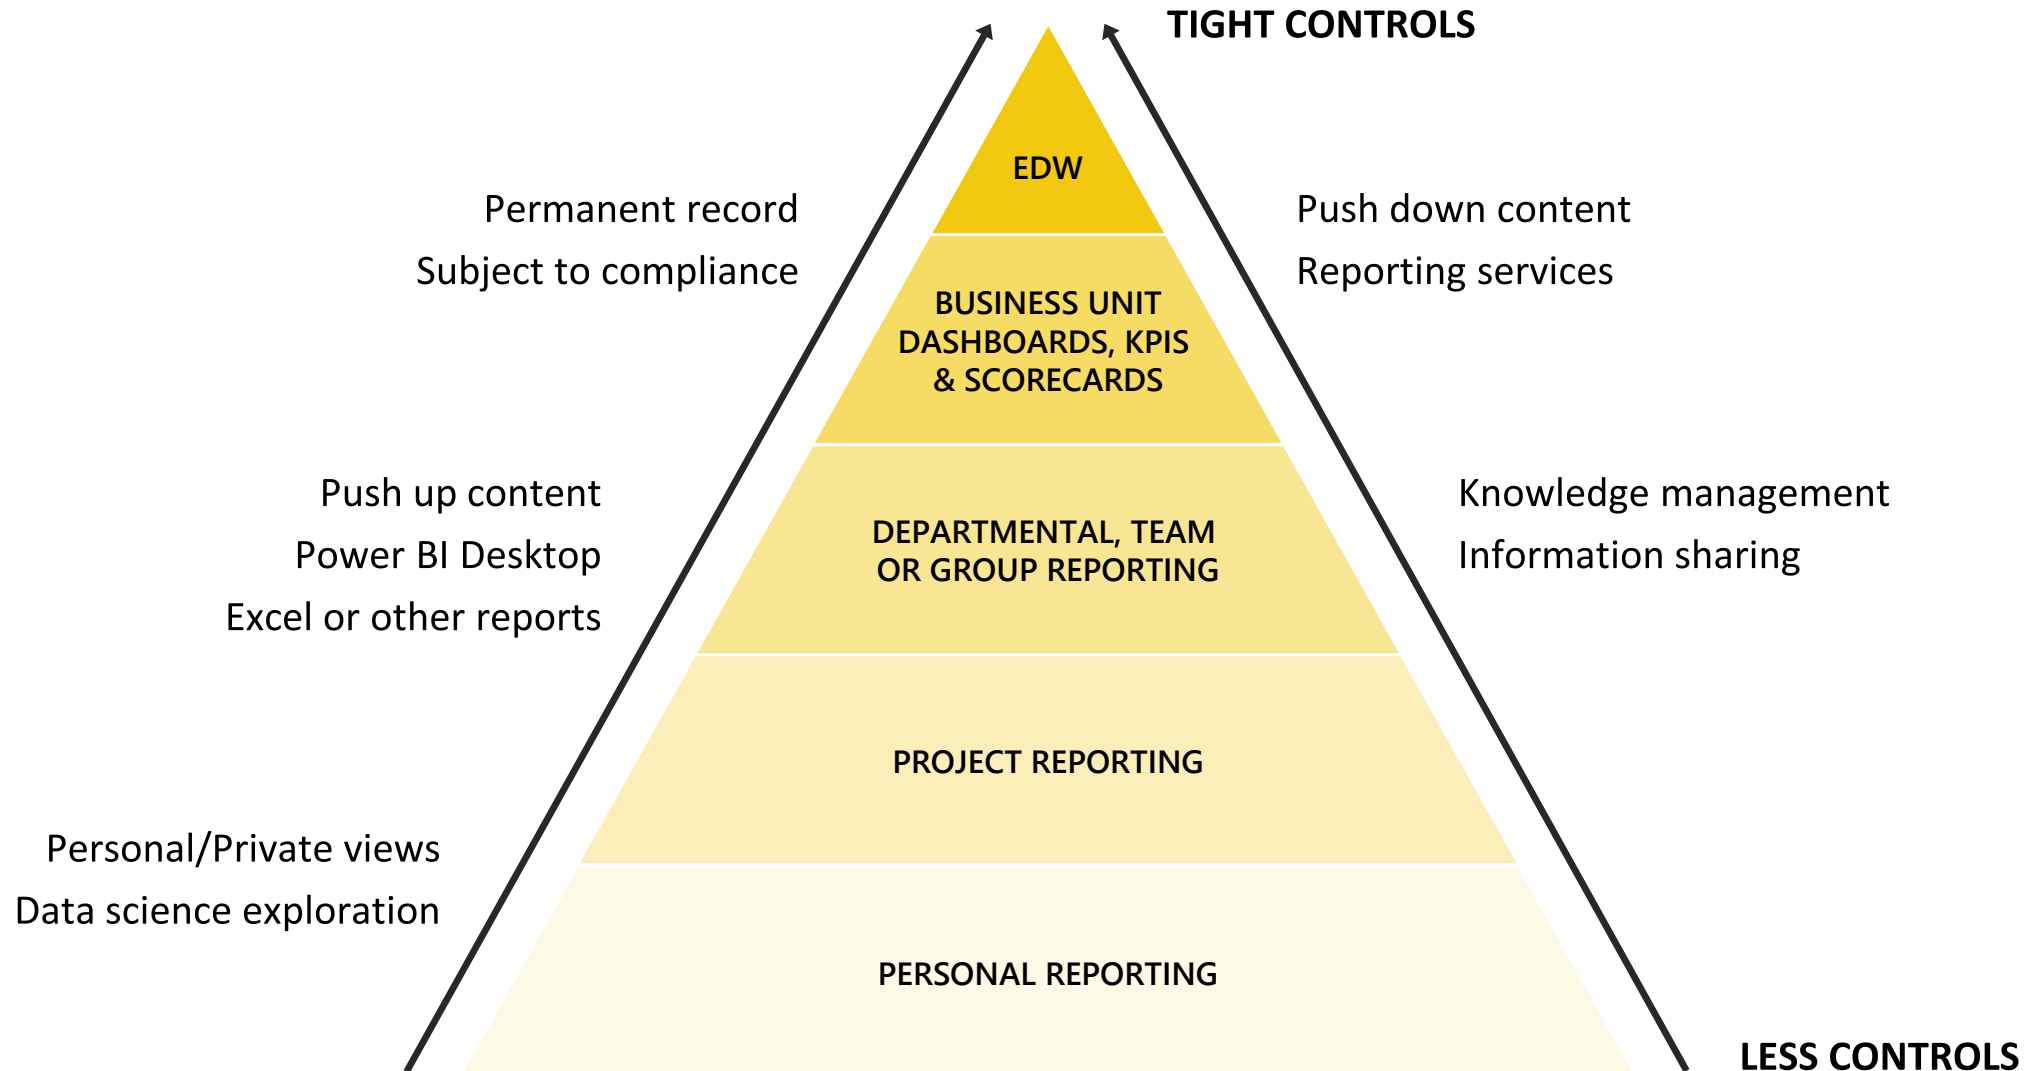 TIGHT CONTROLS
EDW
Permanent record
Subject to compliance
Push down content
Reporting services
BUSINESS UNIT
DASHBOARDS, KPIS
& SCORECARDS
Push up content
Power BI Desktop
Excel or other reports
DEPARTMENTAL, TEAM
OR GROUP REPORTING
Knowledge management
Information sharing
PROJECT REPORTING
Personal/Private views
Data science exploration
PERSONAL REPORTING
LESS CONTROLS